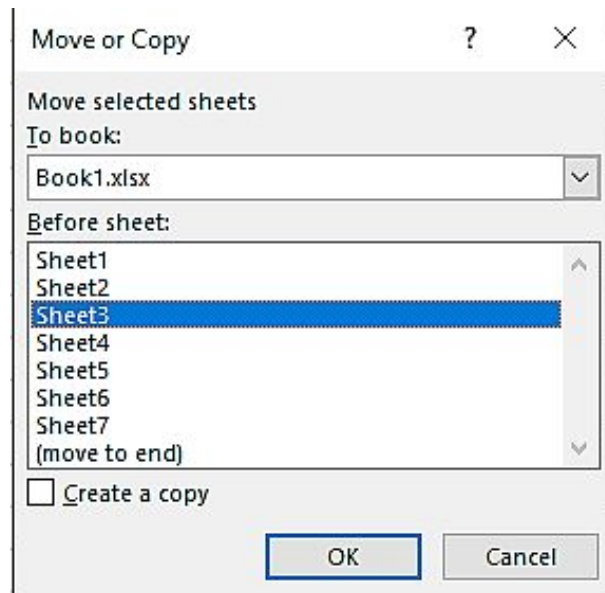 Move or Copy ?
Move selected sheets
To book:
Book1.xlsx
Before sheet:
Sheet1
Sheet2
Sheet3
Sheet4
Sheet5
Sheet6
Sheet7
(move to end)
Create a copy
OK Cancel